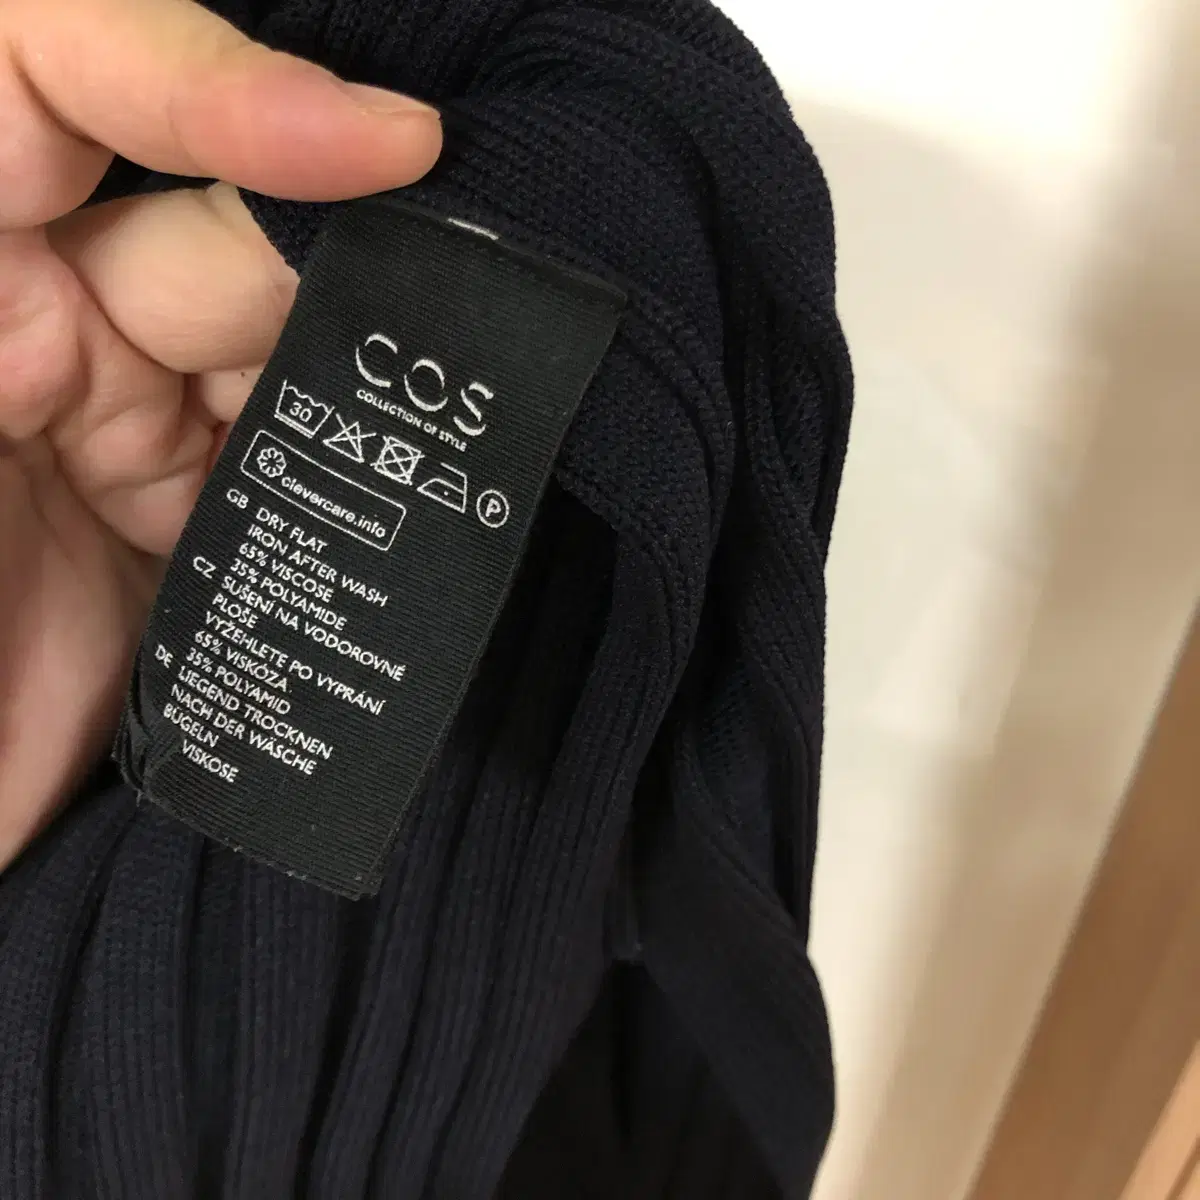 COS
COLLECTION OF STYLE
30
P
clevercare.info
GB DRY FLAT
IRON AFTER WASH
65% VISCOSE
35% POLYAMIDE
CZ SUŠENÍ NA VODOROVNÉ
PLOŠE
VYŽEHLETE PO VYPRÁNÍ
65% VISKÓZA
35% POLYAMID
DE LIEGEND TROCKNEN
NACH DER WÄSCHE
BÜGELN
VISKOSE